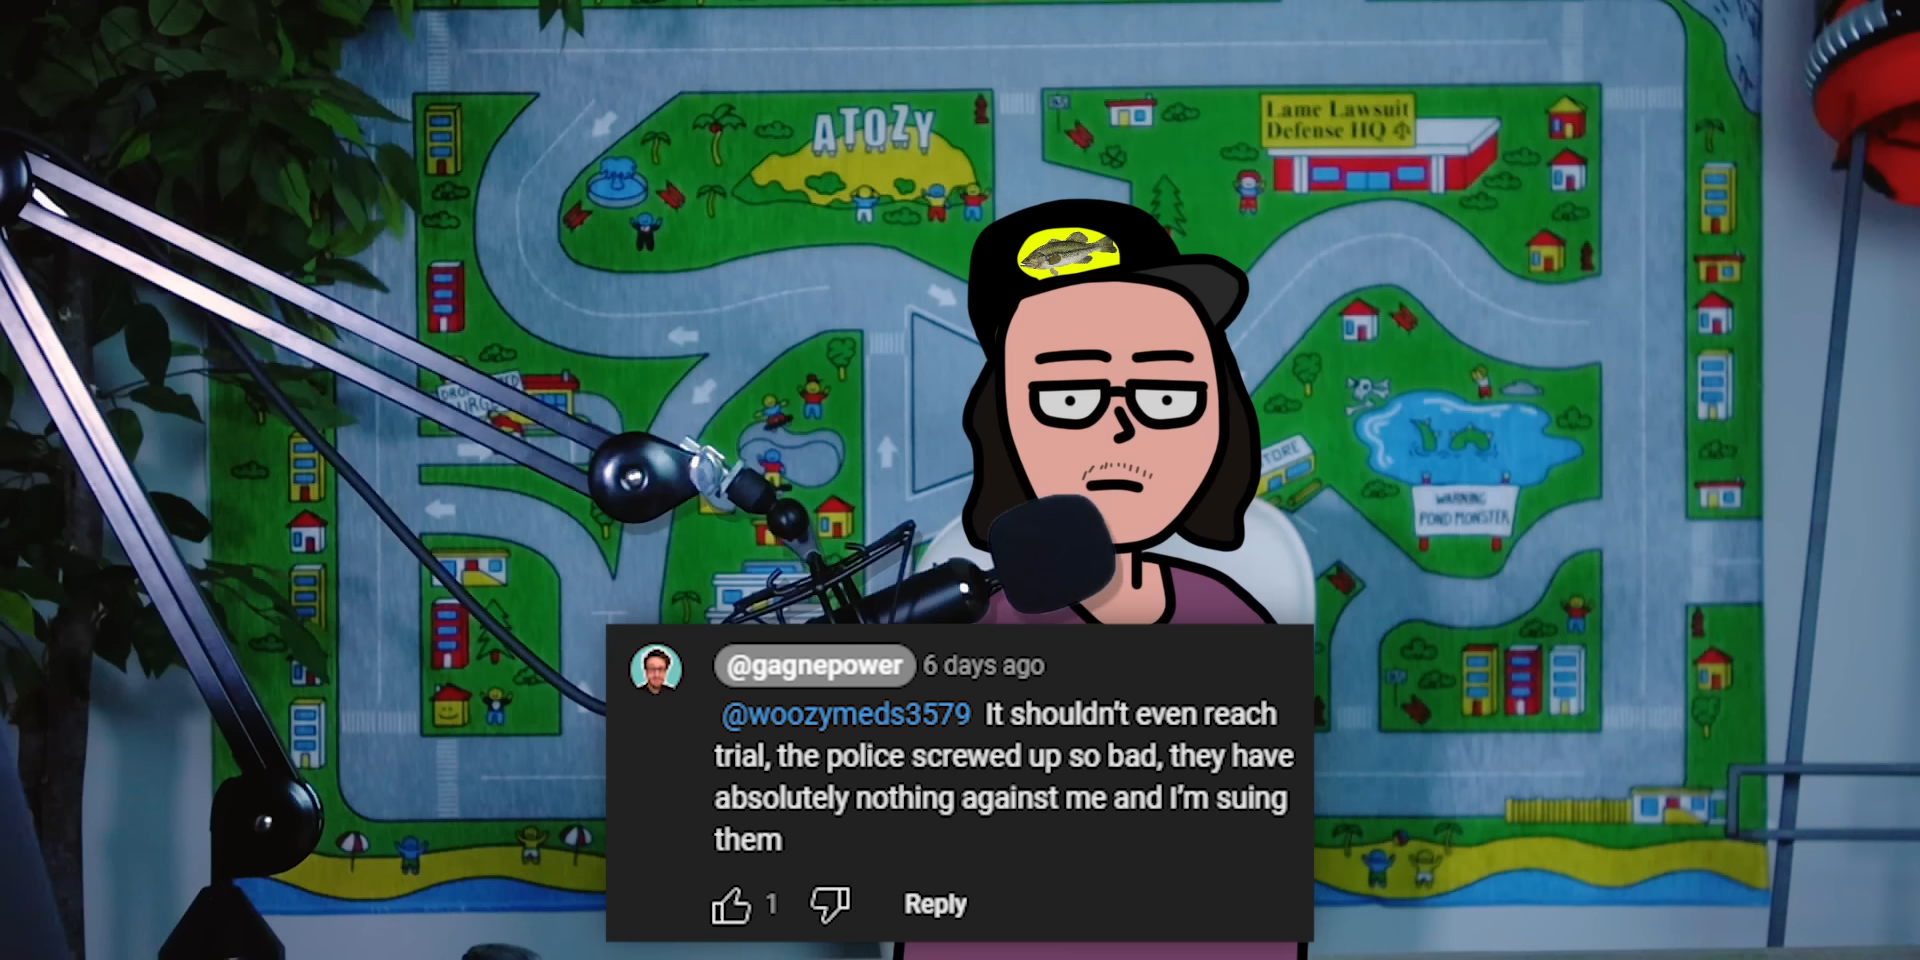 ATOZY
Lame Lawsuit
Defense HQ
STORE
WARNING
POND MONSTER
@gagnepower 6 days ago
@woozymeds3579 It shouldn't even reach
trial, the police screwed up so bad, they have
absolutely nothing against me and I'm suing
them
1
Reply